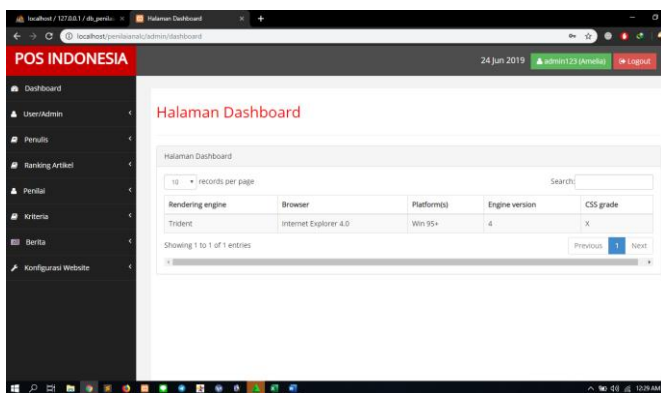 localhost / 127.0.0.1 / db_penilai
Halaman Dashboard
localhost/penilaianalc/admin/dashboard
POS INDONESIA
24 Jun 2019
admin123 (Amelia)
Logout
Dashboard
User/Admin
Penulis
Ranking Artikel
Penilai
Kriteria
Berita
Konfigurasi Website
Halaman Dashboard
Halaman Dashboard
10 records per page
Search:
Rendering engine Browser Platform(s) Engine version CSS grade
Trident Internet Explorer 4.0 Win 95+ 4 X
Showing 1 to 1 of 1 entries
Previous 1 Next
12:29 AM